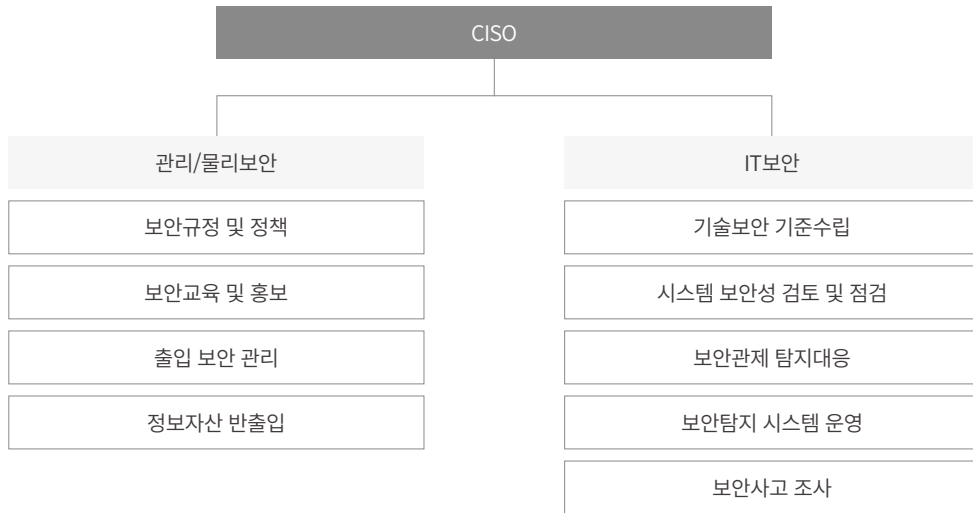 CISO
관리/물리보안
보안규정 및 정책
보안교육 및 홍보
출입 보안 관리
정보자산 반출입
IT보안
기술보안 기준수립
시스템 보안성 검토 및 점검
보안관제 탐지대응
보안탐지 시스템 운영
보안사고 조사